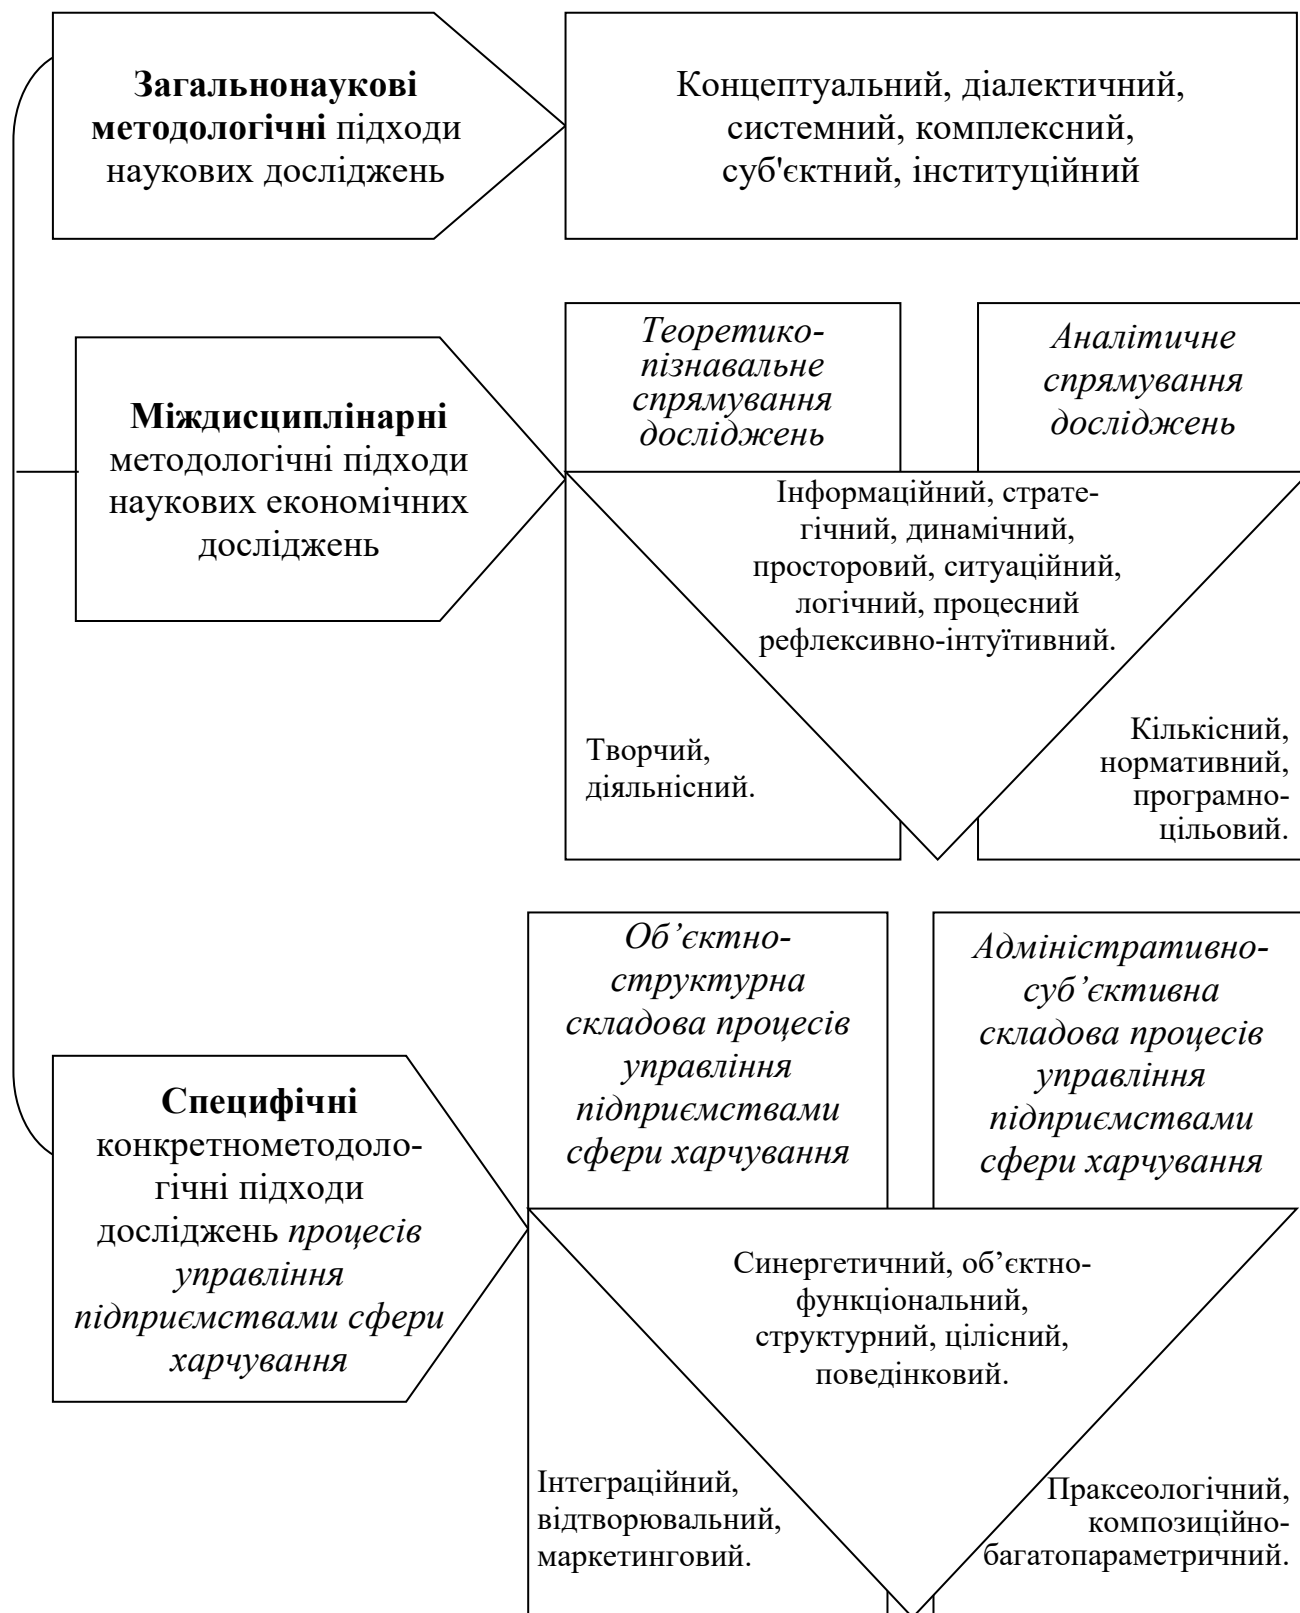 Загальнонаукові
методологічні підходи
наукових досліджень
Концептуальний, діалектичний,
системний, комплексний,
суб'єктний, інституційний
Міждисциплінарні
методологічні підходи
наукових економічних
досліджень
Теоретико-
пізнавальне
спрямування
досліджень
Аналітичне
спрямування
досліджень
Інформаційний, страте-
гічний, динамічний,
просторовий, ситуаційний,
логічний, процесний
рефлексивно-інтуїтивний.
Творчий,
діяльнісний.
Кількісний,
нормативний,
програмно-
цільовий.
Специфічні
конкретнометодоло-
гічні підходи
досліджень процесів
управління
підприємствами сфери
харчування
Об’єктно-
структурна
складова процесів
управління
підприємствами
сфери харчування
Адміністративно-
суб’єктивна
складова процесів
управління
підприємствами
сфери харчування
Синергетичний, об’єктно-
функціональний,
структурний, цілісний,
поведінковий.
Інтеграційний,
відтворювальний,
маркетинговий.
Праксеологічний,
композиційно-
багатопараметричний.